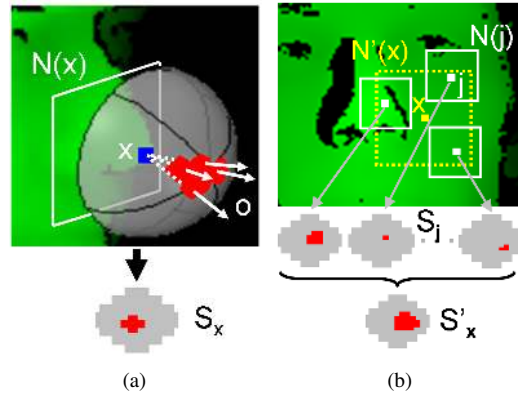 N(x)
x
o
S_x
(a)
N'(x)
N(j)
j
x
S_j
. . .
S'_x
(b)